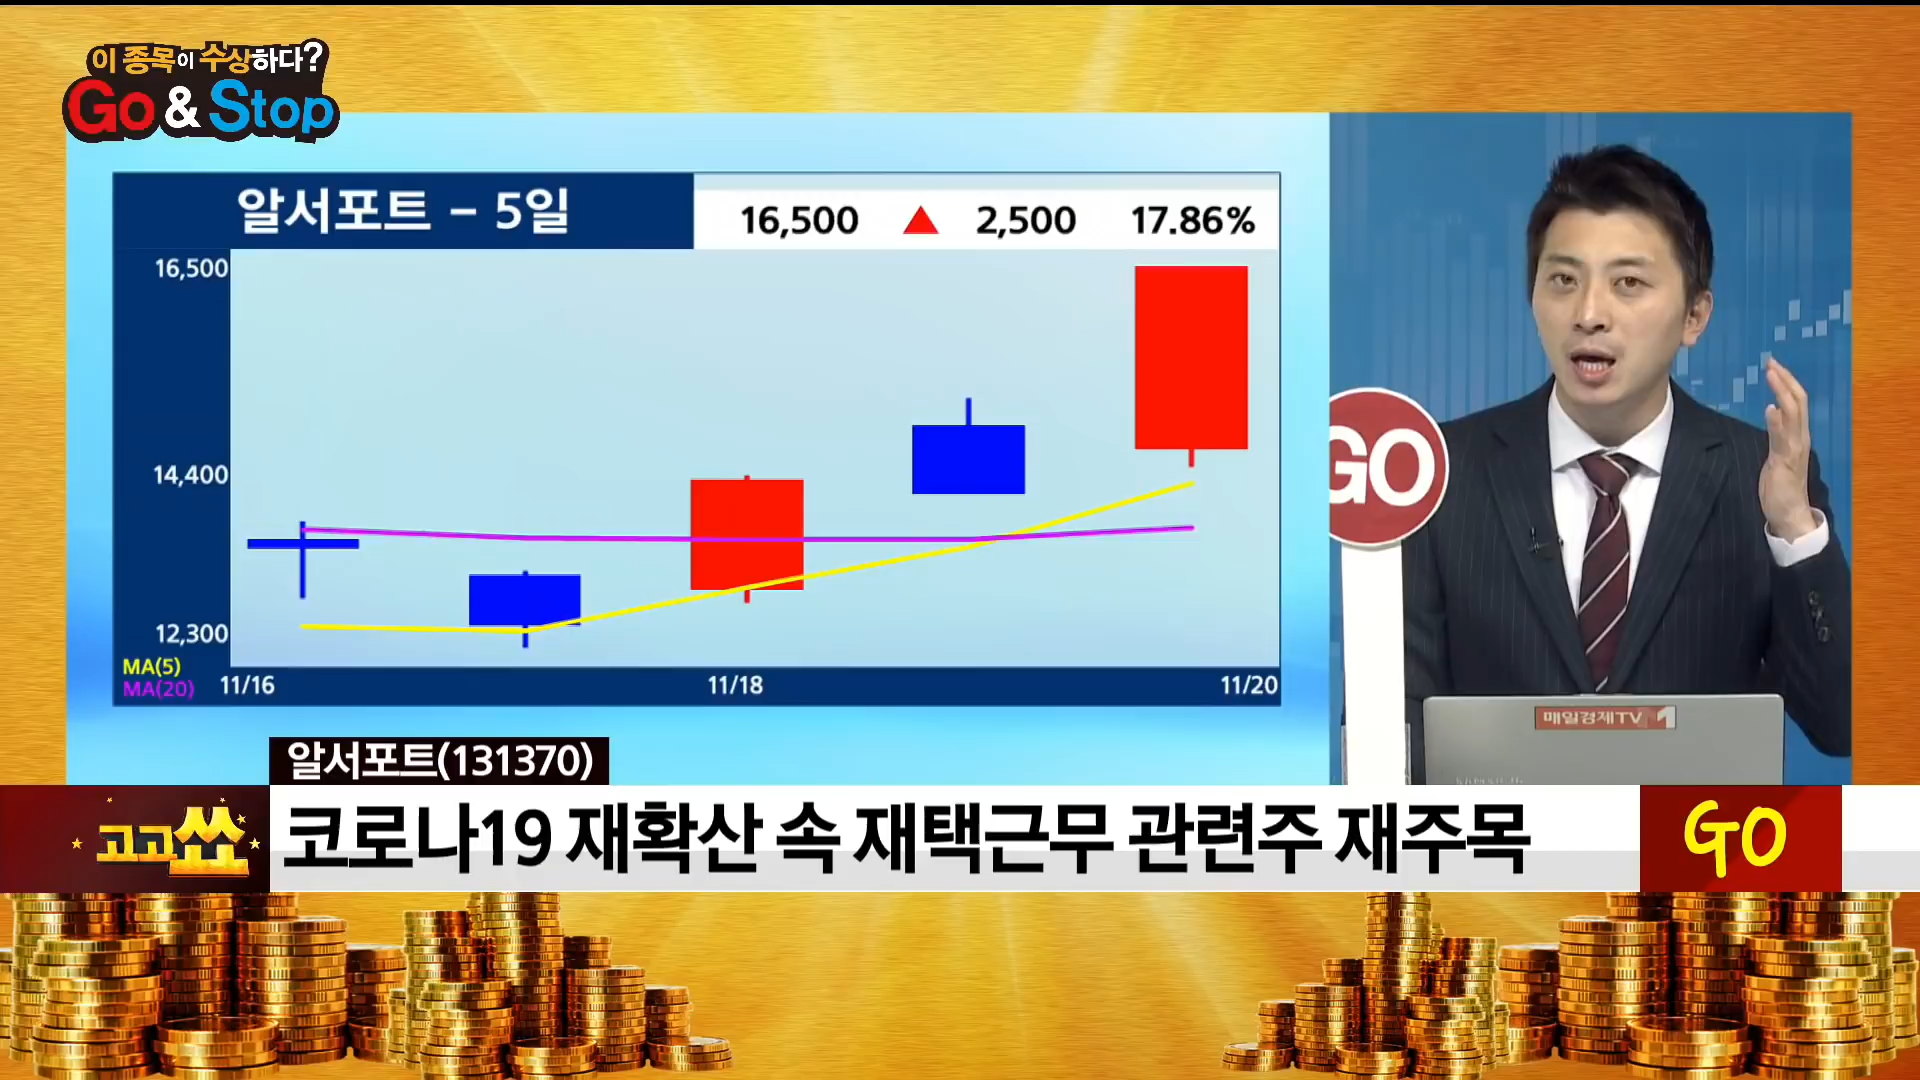 이 종목이 수상하다?
Go & Stop
알서포트 - 5일
16,500 ▲ 2,500 17.86%
16,500
14,400
12,300
MA(5)
MA(20)
11/16 11/18 11/20
GO
매일경제TV 1
알서포트(131370)
고고쑈
코로나19 재확산 속 재택근무 관련주 재주목
GO